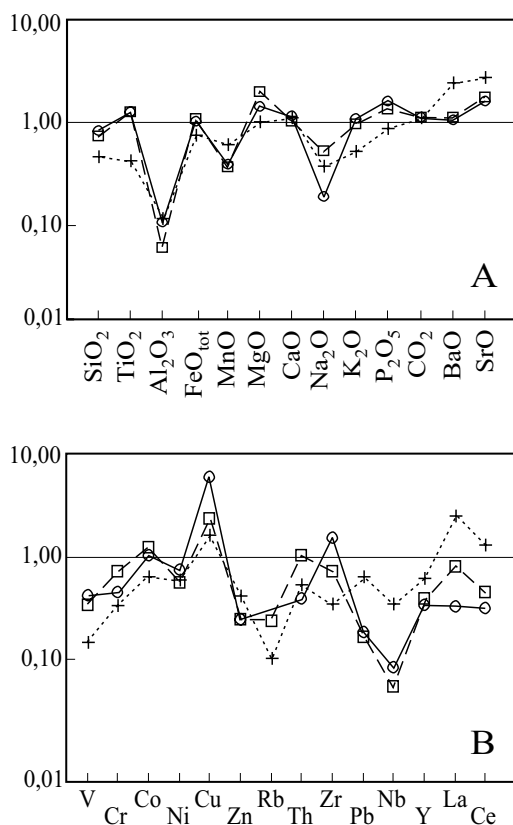 10,00
1,00
0,10
0,01
A
SiO₂
TiO₂
Al₂O₃
FeO_tot
MnO
MgO
CaO
Na₂O
K₂O
P₂O₅
CO₂
BaO
SrO
10,00
1,00
0,10
0,01
B
V Cr Co Ni Cu Zn Rb Th Zr Pb Nb Y La Ce